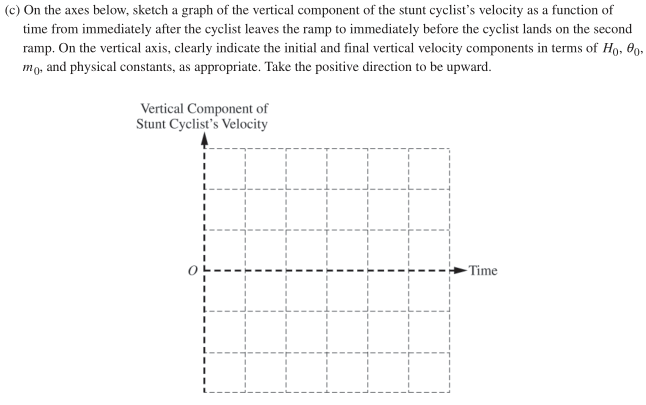 (c) On the axes below, sketch a graph of the vertical component of the stunt cyclist's velocity as a function of
time from immediately after the cyclist leaves the ramp to immediately before the cyclist lands on the second
ramp. On the vertical axis, clearly indicate the initial and final vertical velocity components in terms of H₀, θ₀,
m₀, and physical constants, as appropriate. Take the positive direction to be upward.
Vertical Component of
Stunt Cyclist's Velocity
O
Time